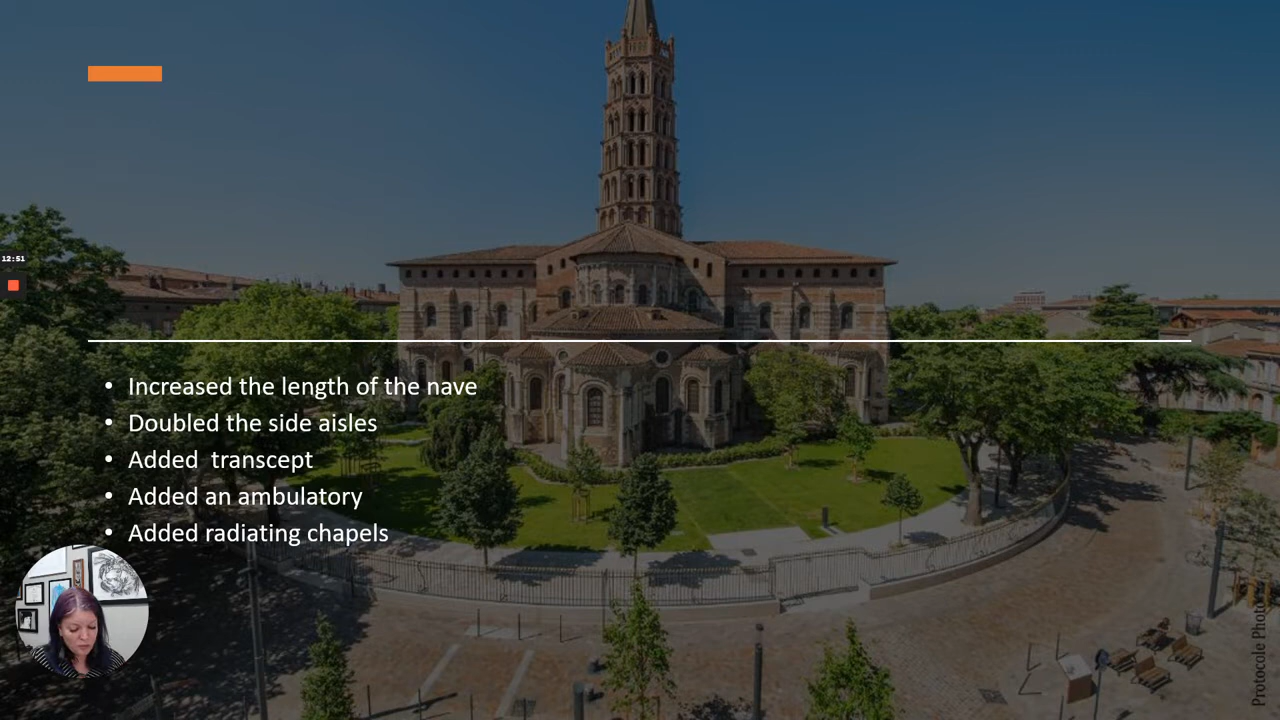 12:51
Increased the length of the nave
Doubled the side aisles
Added  transcept
Added an ambulatory
Added radiating chapels
Protocole Photo